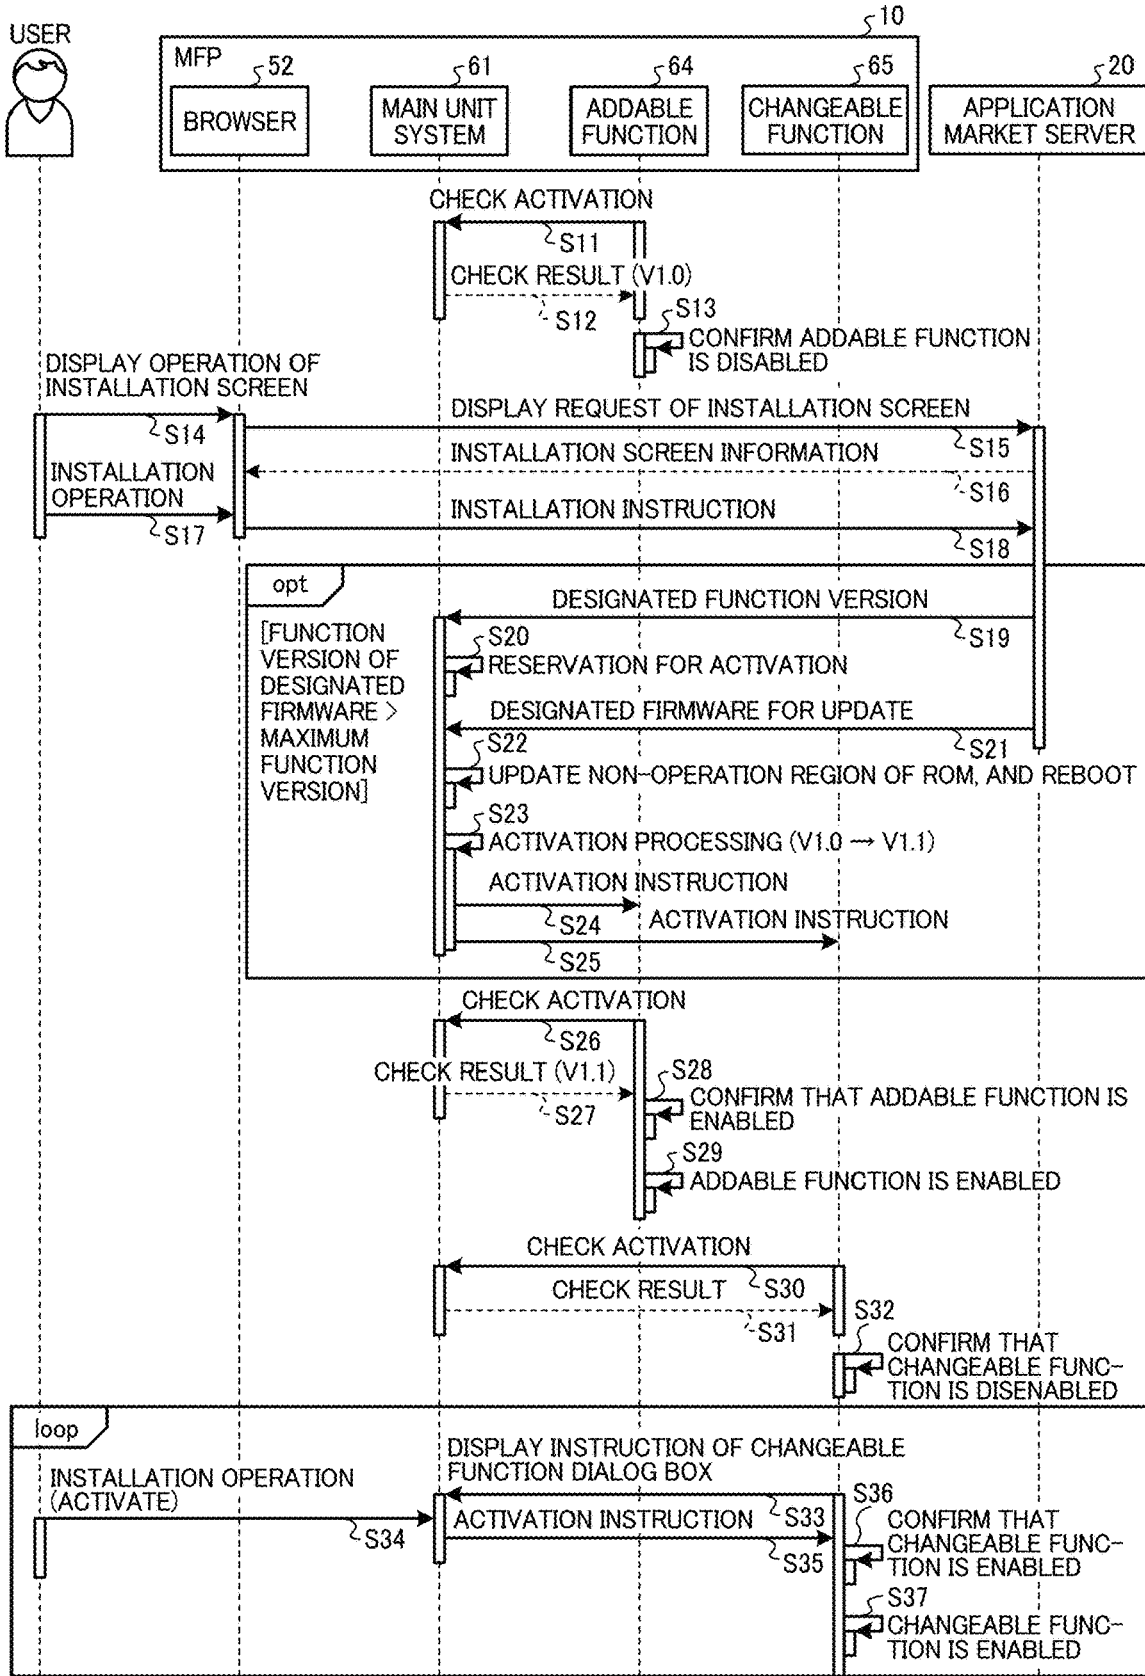 USER
10
MFP
52
61
64
65
20
BROWSER
MAIN UNIT
SYSTEM
ADDABLE
FUNCTION
CHANGEABLE
FUNCTION
APPLICATION
MARKET SERVER
CHECK ACTIVATION
S11
CHECK RESULT (V1.0)
S12
S13
CONFIRM ADDABLE FUNCTION
IS DISABLED
DISPLAY OPERATION OF
INSTALLATION SCREEN
S14
DISPLAY REQUEST OF INSTALLATION SCREEN
S15
INSTALLATION SCREEN INFORMATION
S16
INSTALLATION
OPERATION
S17
INSTALLATION INSTRUCTION
S18
opt
[FUNCTION
VERSION OF
DESIGNATED
FIRMWARE >
MAXIMUM
FUNCTION
VERSION]
DESIGNATED FUNCTION VERSION
S19
S20
RESERVATION FOR ACTIVATION
DESIGNATED FIRMWARE FOR UPDATE
S21
S22
UPDATE NON-OPERATION REGION OF ROM, AND REBOOT
S23
ACTIVATION PROCESSING (V1.0 → V1.1)
ACTIVATION INSTRUCTION
S24
ACTIVATION INSTRUCTION
S25
CHECK ACTIVATION
S26
CHECK RESULT (V1.1)
S27
S28
CONFIRM THAT ADDABLE FUNCTION IS
ENABLED
S29
ADDABLE FUNCTION IS ENABLED
CHECK ACTIVATION
S30
CHECK RESULT
S31
S32
CONFIRM THAT
CHANGEABLE FUNC-
TION IS DISENABLED
loop
DISPLAY INSTRUCTION OF CHANGEABLE
FUNCTION DIALOG BOX
S33
INSTALLATION OPERATION
(ACTIVATE)
S34
ACTIVATION INSTRUCTION
S35
S36
CONFIRM THAT
CHANGEABLE FUNC-
TION IS ENABLED
S37
CHANGEABLE FUNC-
TION IS ENABLED